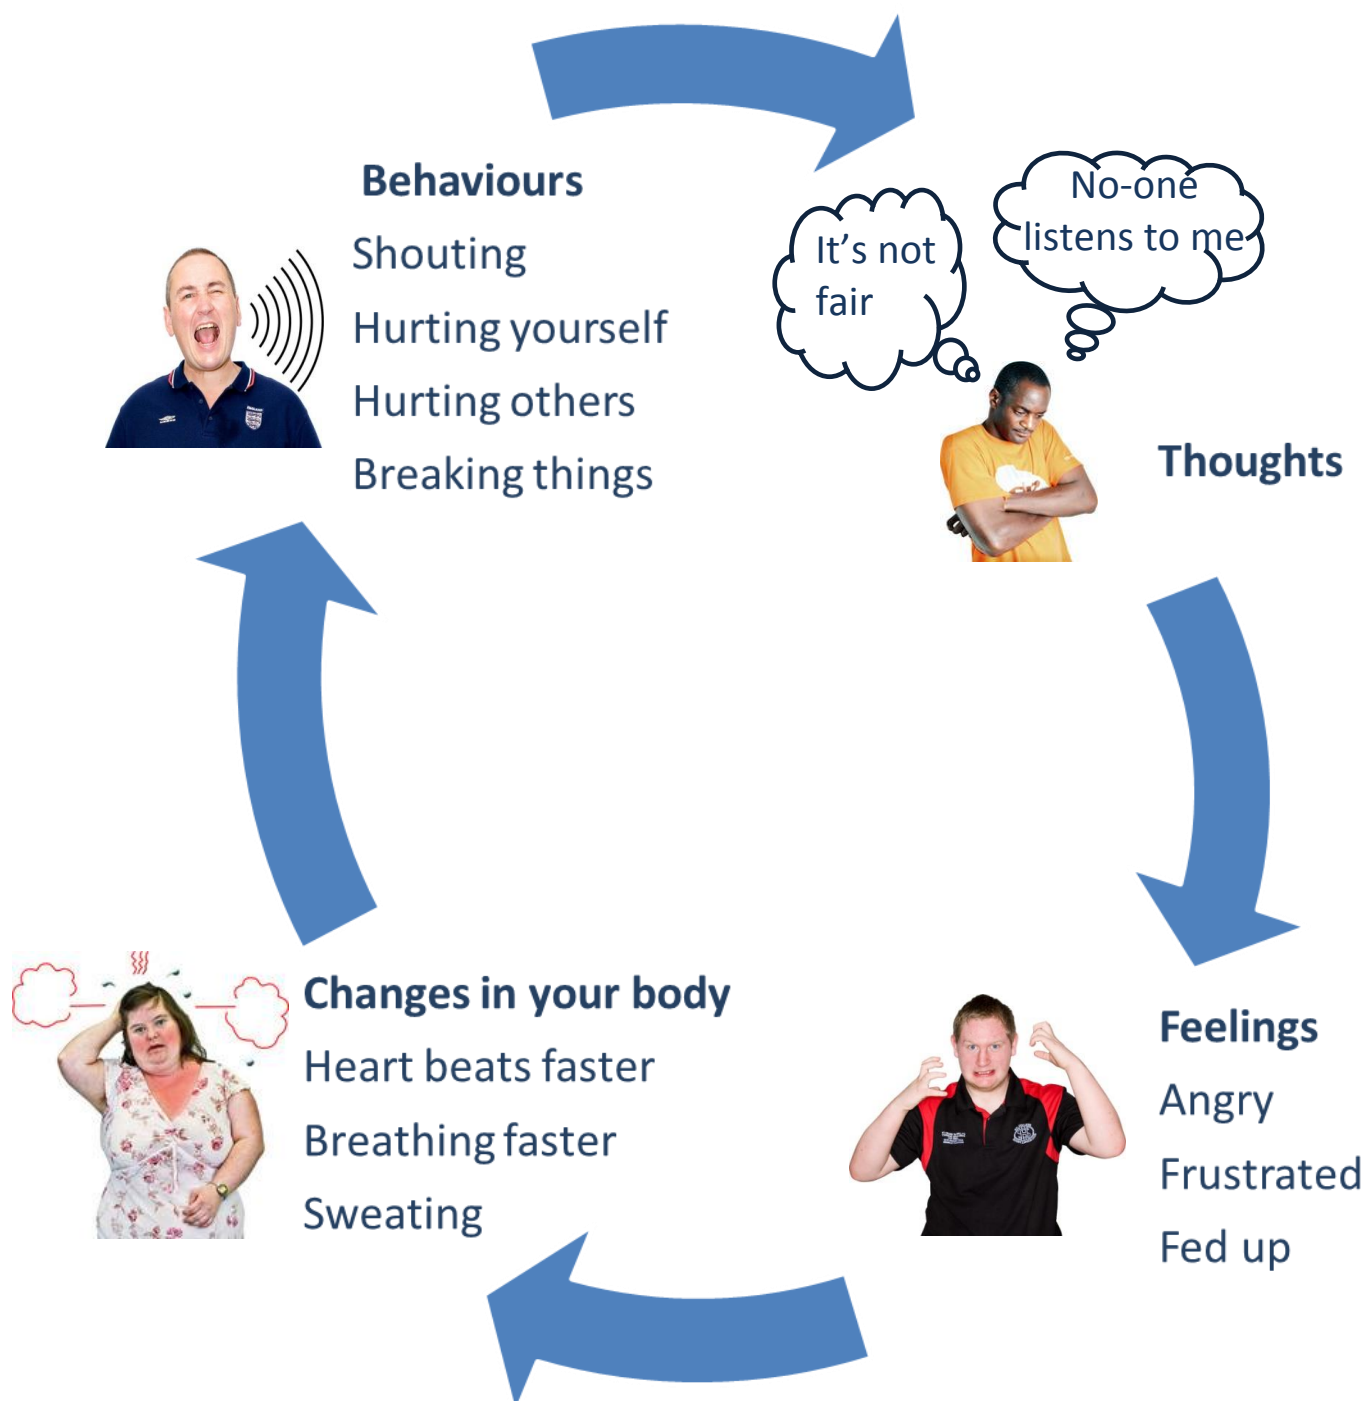 Behaviours
Shouting
Hurting yourself
Hurting others
Breaking things
It's not
fair
No-one
listens to me
Thoughts
Feelings
Angry
Frustrated
Fed up
Changes in your body
Heart beats faster
Breathing faster
Sweating